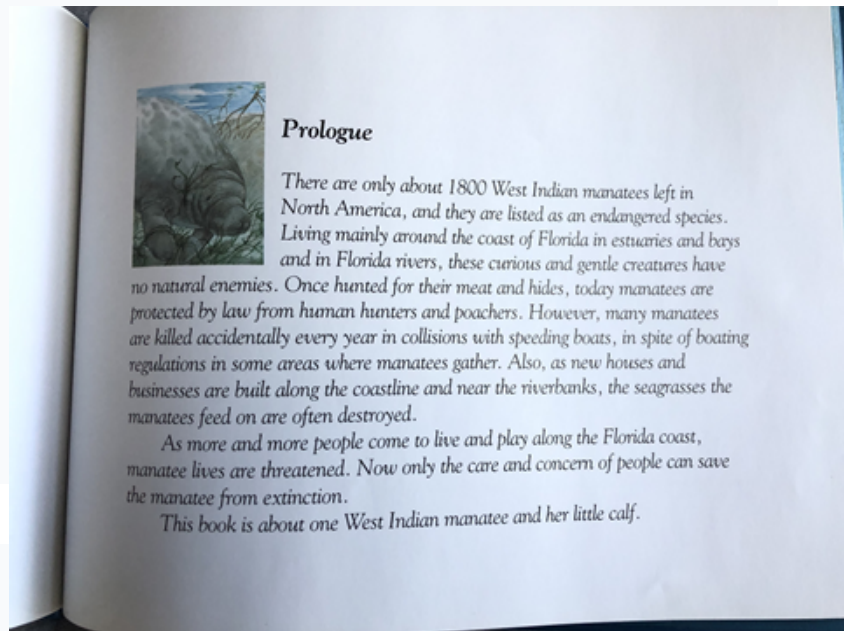 Prologue
There are only about 1800 West Indian manatees left in
North America, and they are listed as an endangered species.
Living mainly around the coast of Florida in estuaries and bays
and in Florida rivers, these curious and gentle creatures have
no natural enemies. Once hunted for their meat and hides, today manatees are
protected by law from human hunters and poachers. However, many manatees
are killed accidentally every year in collisions with speeding boats, in spite of boating
regulations in some areas where manatees gather. Also, as new houses and
businesses are built along the coastline and near the riverbanks, the seagrasses the
manatees feed on are often destroyed.
As more and more people come to live and play along the Florida coast,
manatee lives are threatened. Now only the care and concern of people can save
the manatee from extinction.
This book is about one West Indian manatee and her little calf.